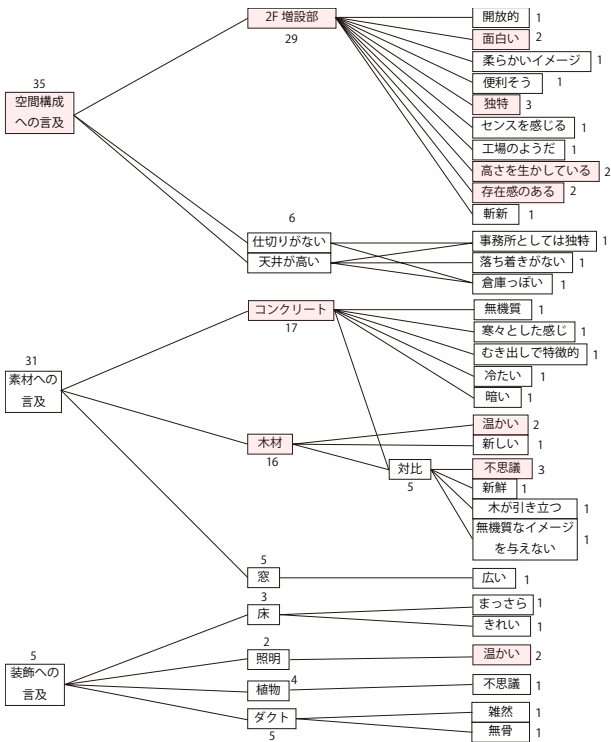 2F 増設部
29
開放的 1
面白い 2
柔らかいイメージ 1
便利そう 1
独特 3
センスを感じる 1
工場のようだ 1
高さを生かしている 2
存在感のある 2
斬新 1
35
空間構成
への言及
6
仕切りがない
天井が高い
事務所としては独特 1
落ち着きがない 1
倉庫っぽい 1
31
素材への
言及
コンクリート
17
無機質 1
寒々とした感じ 1
むき出しで特徴的 1
冷たい 1
暗い 1
木材
16
温かい 2
新しい 1
対比
5
不思議 3
新鮮 1
木が引き立つ 1
無機質なイメージ
を与えない 1
5
窓
広い 1
5
装飾への
言及
3
床
まっさら 1
きれい 1
2
照明
温かい 2
植物 4
不思議 1
ダクト
5
雑然 1
無骨 1